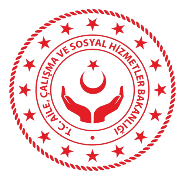 T.C. AİLE, ÇALIŞMA VE SOSYAL HİZMETLER BAKANLIĞI